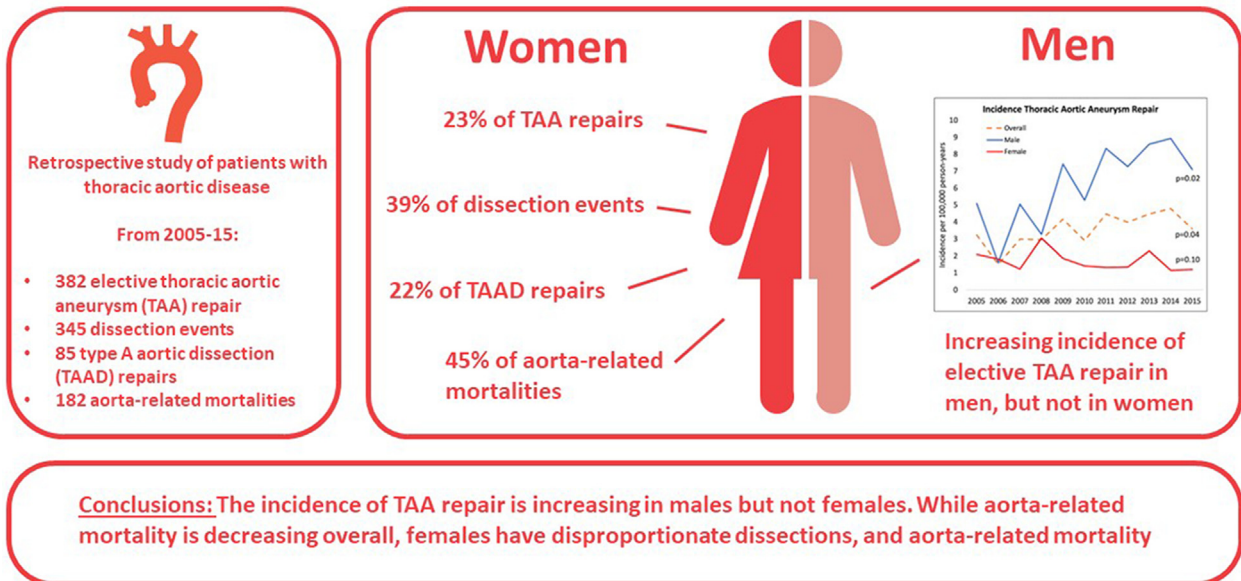 Retrospective study of patients with
thoracic aortic disease
From 2005-15:
• 382 elective thoracic aortic
aneurysm (TAA) repair
• 345 dissection events
• 85 type A aortic dissection
(TAAD) repairs
• 182 aorta-related mortalities
Women
23% of TAA repairs
39% of dissection events
22% of TAAD repairs
45% of aorta-related
mortalities
Men
Incidence Thoracic Aortic Aneurysm Repair
Incidence per 100,000 person-years
10
9
8
7
6
5
4
3
2
1
0
Overall
Male
Female
p=0.02
p=0.04
p=0.10
2005 2006 2007 2008 2009 2010 2011 2012 2013 2014 2015
Increasing incidence of
elective TAA repair in
men, but not in women
Conclusions: The incidence of TAA repair is increasing in males but not females. While aorta-related
mortality is decreasing overall, females have disproportionate dissections, and aorta-related mortality